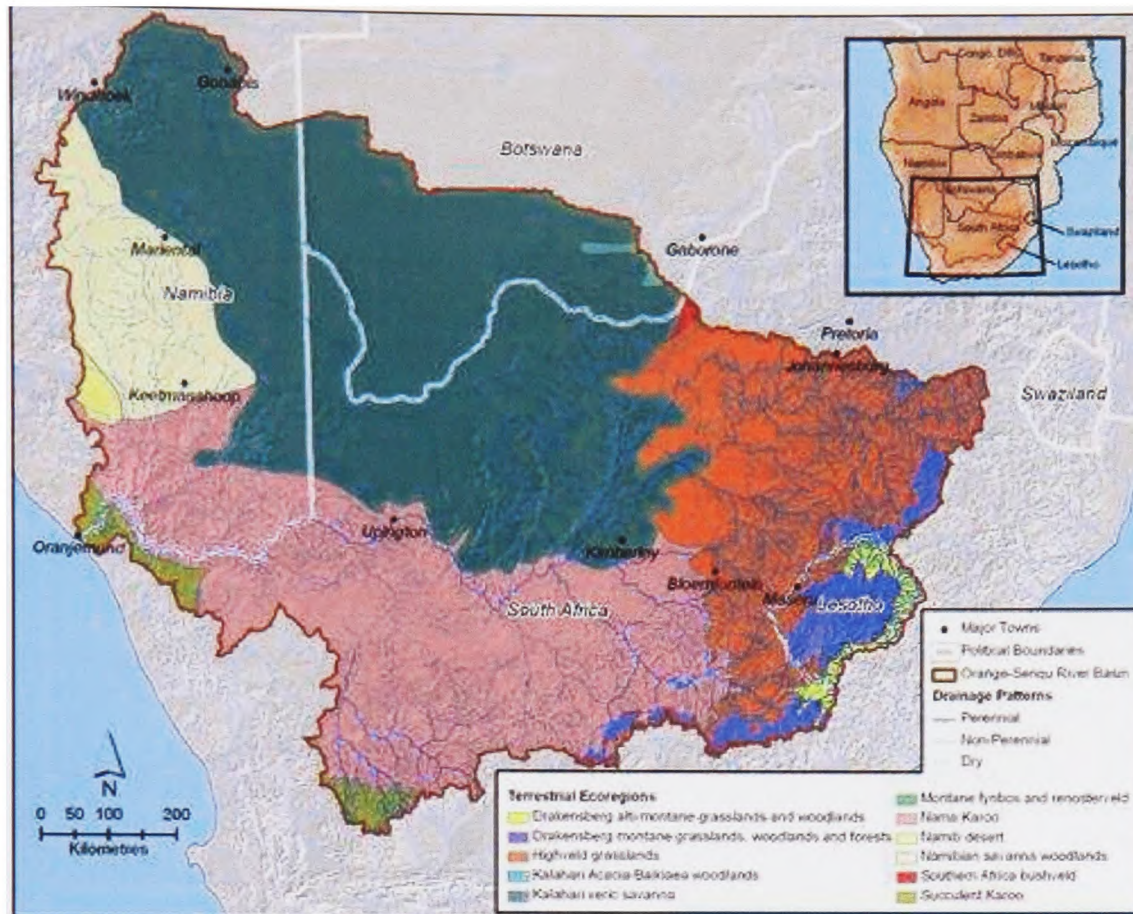 Windhoek
Gobabis
Botswana
Mariental
Namibia
Gaborone
Keetmanshoop
Pretoria
Johannesburg
Swaziland
Oranjemund
Upington
Kimberley
Bloemfontein
South Africa
Lesotho
Tanzania
Angola
Zambia
Mozambique
Namibia
Botswana
South Africa
Swaziland
Lesotho
Major Towns
Political Boundaries
Orange-Senqu River Basin
Drainage Patterns
Perennial
Non-Perennial
Dry
N
0 50 100 200
Kilometres
Terrestrial Ecoregions
Drakensberg alti-montane grasslands and woodlands
Drakensberg montane grasslands, woodlands and forests
Highveld grasslands
Kalahari Acacia-Baikiaea woodlands
Kalahari xeric savanna
Montane fynbos and renosterveld
Nama Karoo
Namib desert
Namibian savanna woodlands
Southern Africa bushveld
Succulent Karoo